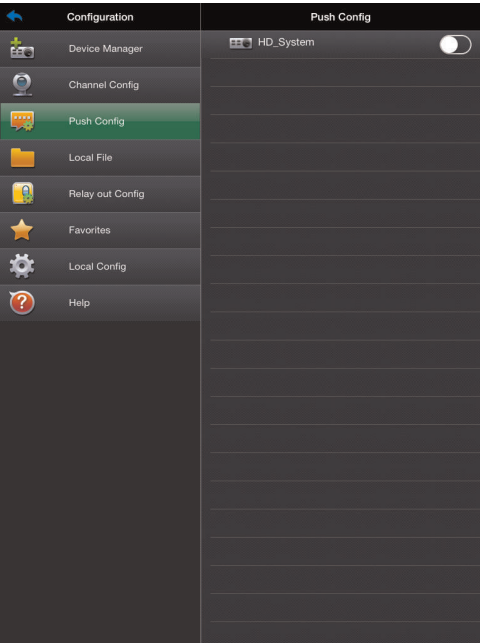 Configuration
Push Config
Device Manager
HD_System
Channel Config
Push Config
Local File
Relay out Config
Favorites
Local Config
Help